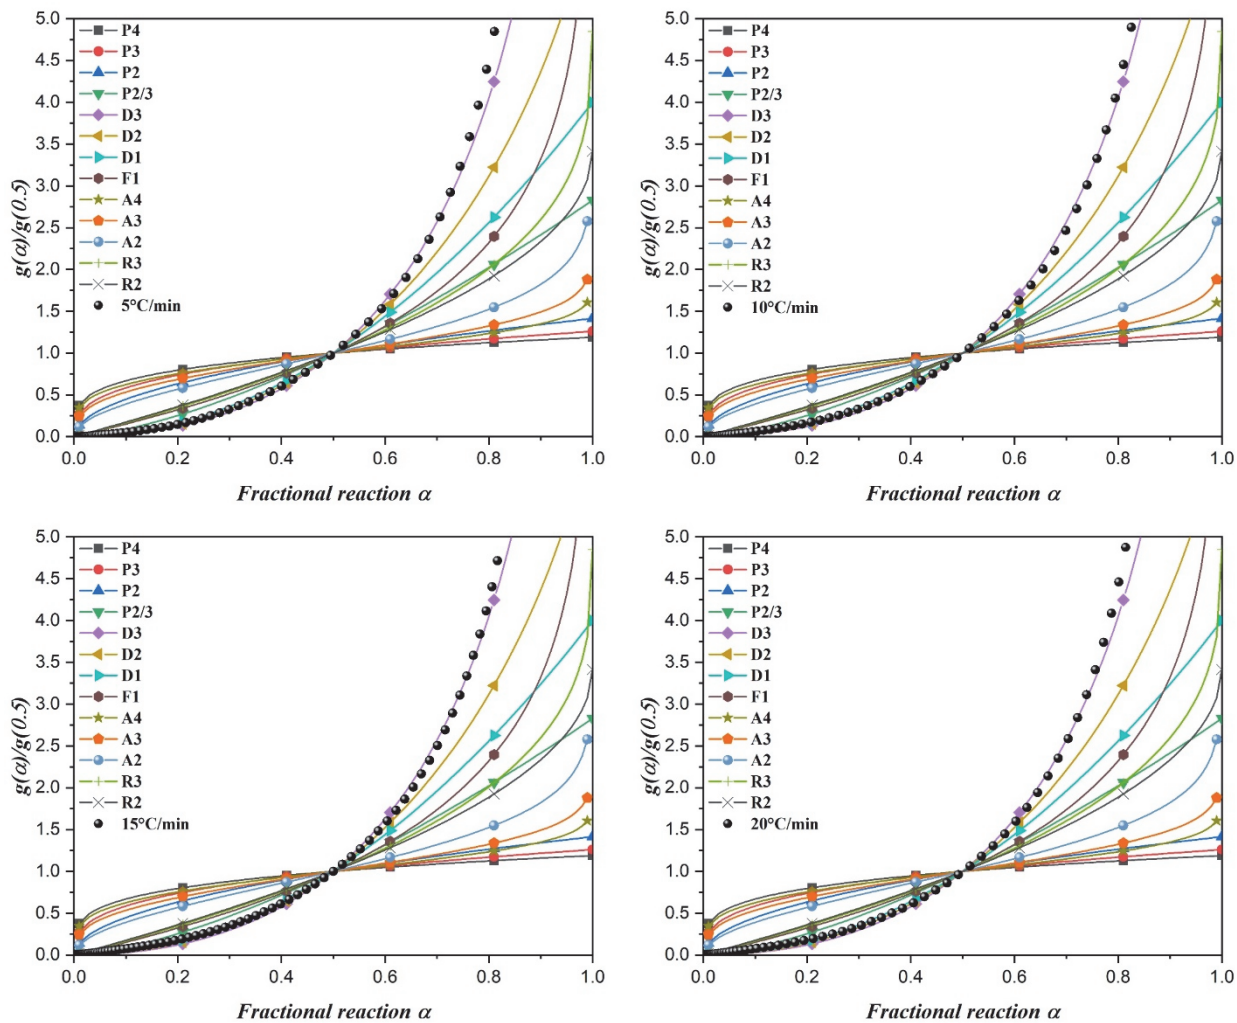 5.0
4.5
4.0
3.5
3.0
2.5
2.0
1.5
1.0
0.5
0.0
g(α)/g(0.5)
P4
P3
P2
P2/3
D3
D2
D1
F1
A4
A3
A2
R3
R2
5°C/min
0.0 0.2 0.4 0.6 0.8 1.0
Fractional reaction α
5.0
4.5
4.0
3.5
3.0
2.5
2.0
1.5
1.0
0.5
0.0
g(α)/g(0.5)
P4
P3
P2
P2/3
D3
D2
D1
F1
A4
A3
A2
R3
R2
10°C/min
0.0 0.2 0.4 0.6 0.8 1.0
Fractional reaction α
5.0
4.5
4.0
3.5
3.0
2.5
2.0
1.5
1.0
0.5
0.0
g(α)/g(0.5)
P4
P3
P2
P2/3
D3
D2
D1
F1
A4
A3
A2
R3
R2
15°C/min
0.0 0.2 0.4 0.6 0.8 1.0
Fractional reaction α
5.0
4.5
4.0
3.5
3.0
2.5
2.0
1.5
1.0
0.5
0.0
g(α)/g(0.5)
P4
P3
P2
P2/3
D3
D2
D1
F1
A4
A3
A2
R3
R2
20°C/min
0.0 0.2 0.4 0.6 0.8 1.0
Fractional reaction α